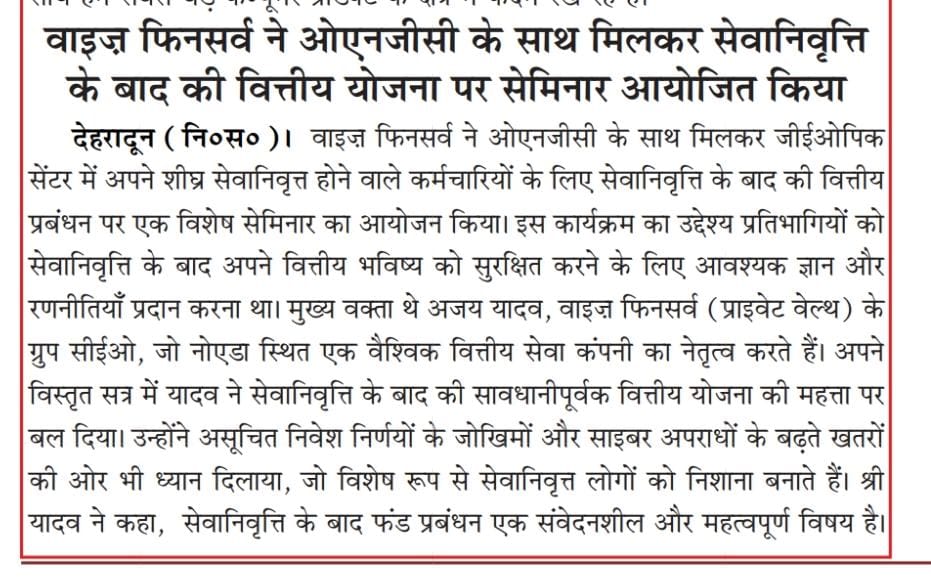 वाइज़ फिनसर्व ने ओएनजीसी के साथ मिलकर सेवानिवृत्ति
के बाद की वित्तीय योजना पर सेमिनार आयोजित किया
देहरादून ( नि०स० )। वाइज़ फिनसर्व ने ओएनजीसी के साथ मिलकर जीईओपिक
सेंटर में अपने शीघ्र सेवानिवृत्त होने वाले कर्मचारियों के लिए सेवानिवृत्ति के बाद की वित्तीय
प्रबंधन पर एक विशेष सेमिनार का आयोजन किया। इस कार्यक्रम का उद्देश्य प्रतिभागियों को
सेवानिवृत्ति के बाद अपने वित्तीय भविष्य को सुरक्षित करने के लिए आवश्यक ज्ञान और
रणनीतियाँ प्रदान करना था। मुख्य वक्ता थे अजय यादव, वाइज़ फिनसर्व (प्राइवेट वेल्थ) के
ग्रुप सीईओ, जो नोएडा स्थित एक वैश्विक वित्तीय सेवा कंपनी का नेतृत्व करते हैं। अपने
विस्तृत सत्र में यादव ने सेवानिवृत्ति के बाद की सावधानीपूर्वक वित्तीय योजना की महत्ता पर
बल दिया। उन्होंने असूचित निवेश निर्णयों के जोखिमों और साइबर अपराधों के बढ़ते खतरों
की ओर भी ध्यान दिलाया, जो विशेष रूप से सेवानिवृत्त लोगों को निशाना बनाते हैं। श्री
यादव ने कहा, सेवानिवृत्ति के बाद फंड प्रबंधन एक संवेदनशील और महत्वपूर्ण विषय है।